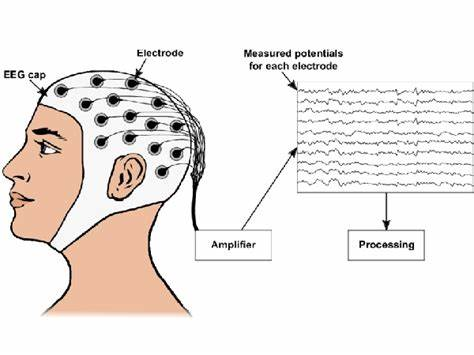 Electrode
EEG cap
Measured potentials
for each electrode
Amplifier
Processing